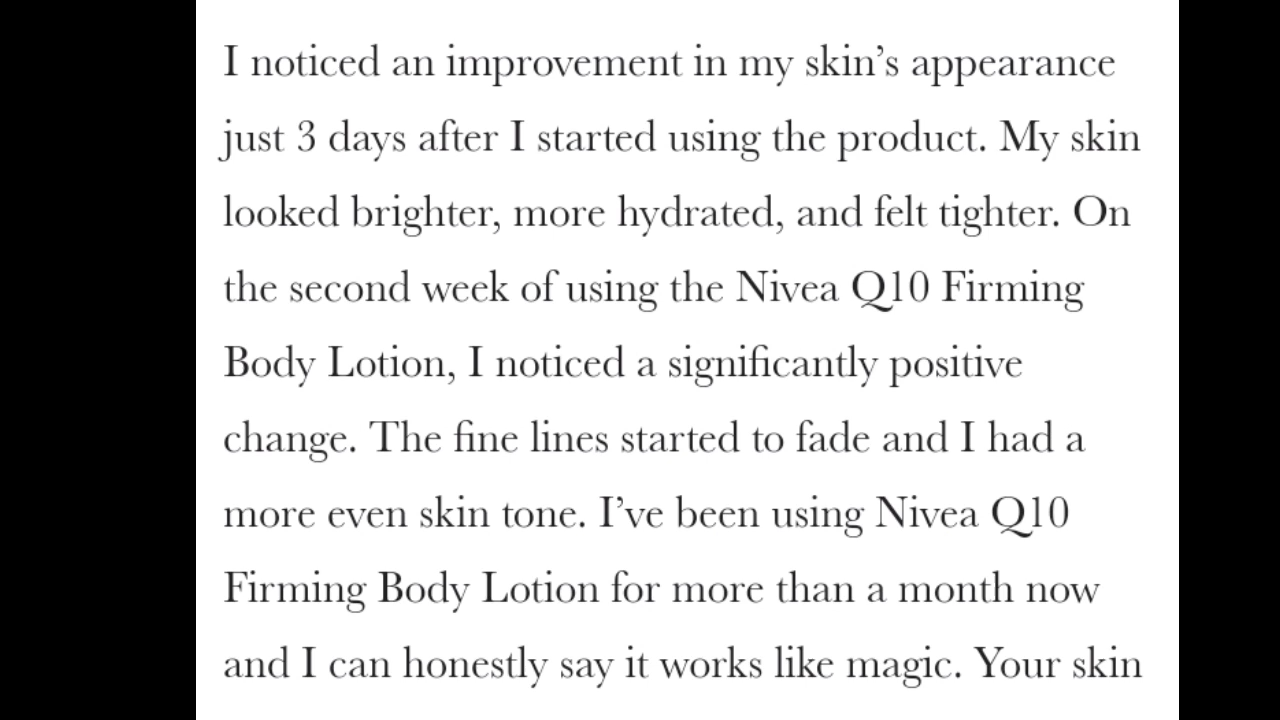 I noticed an improvement in my skin’s appearance
just 3 days after I started using the product. My skin
looked brighter, more hydrated, and felt tighter. On
the second week of using the Nivea Q10 Firming
Body Lotion, I noticed a significantly positive
change. The fine lines started to fade and I had a
more even skin tone. I’ve been using Nivea Q10
Firming Body Lotion for more than a month now
and I can honestly say it works like magic. Your skin